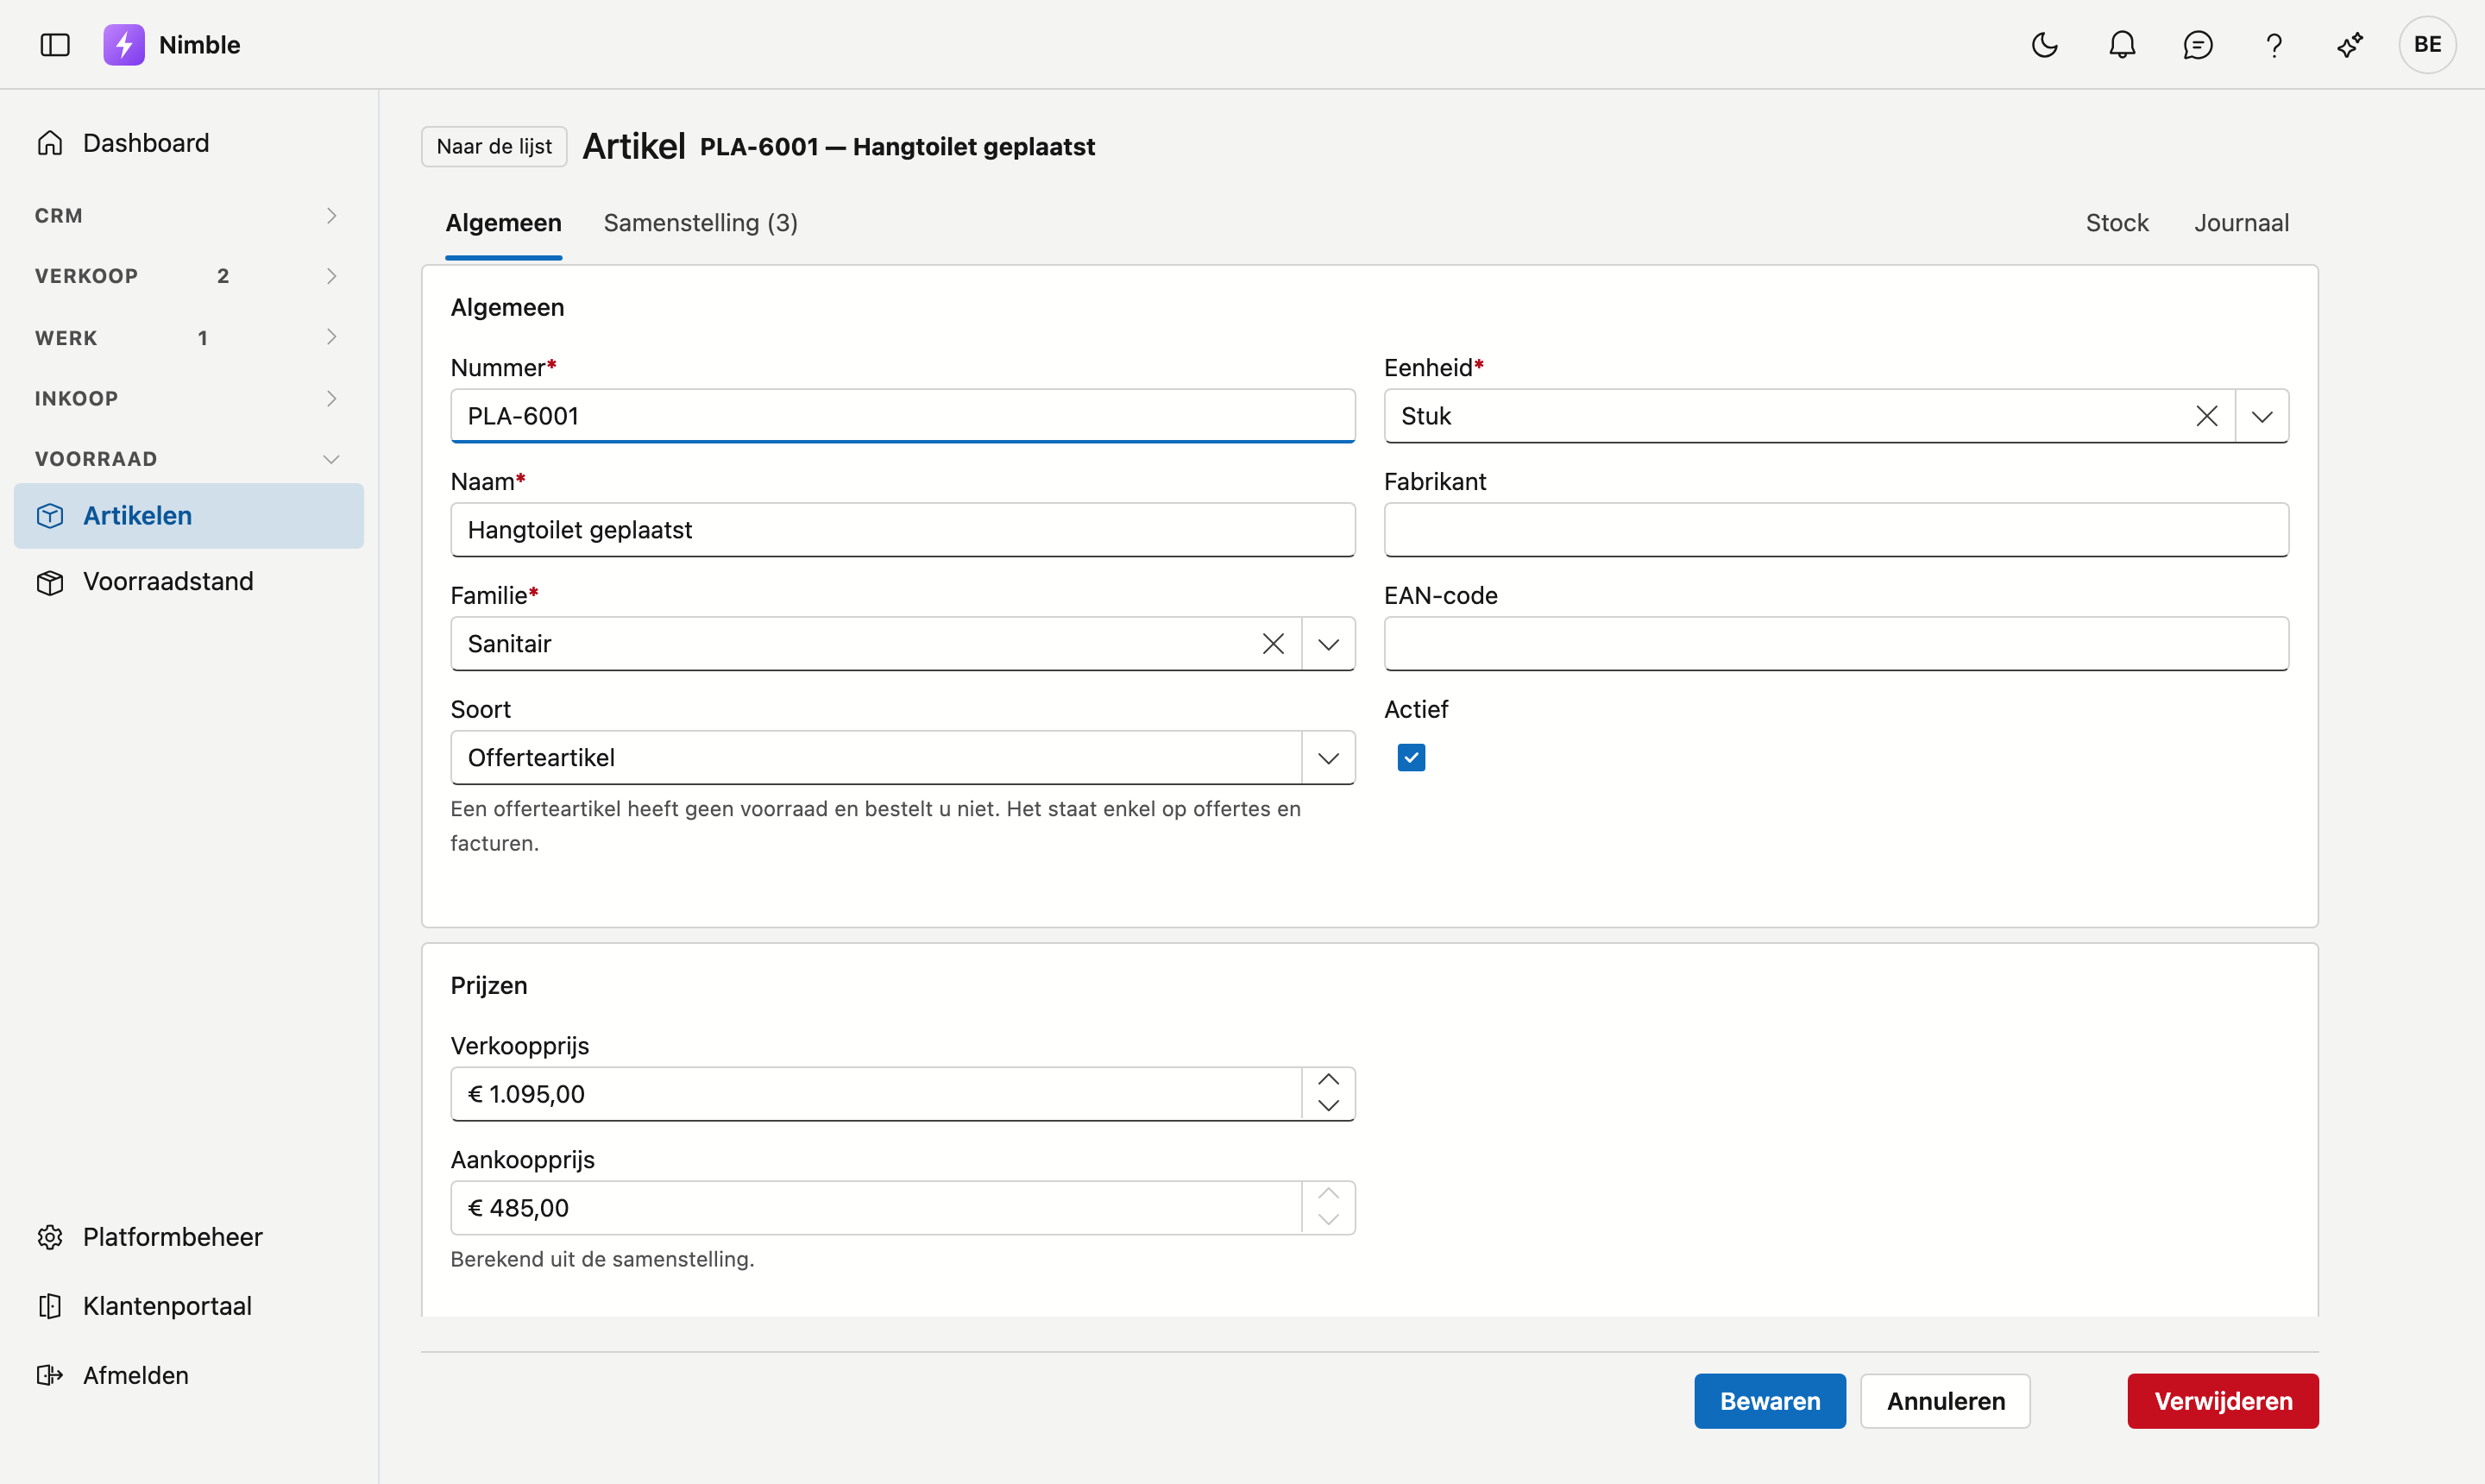 Nimble
BE
Dashboard
CRM
VERKOOP 2
WERK 1
INKOOP
VOORRAAD
Artikelen
Voorraadstand
Platformbeheer
Klantenportaal
Afmelden
Naar de lijst Artikel PLA-6001 — Hangtoilet geplaatst
Algemeen Samenstelling (3) Stock Journaal
Algemeen
Nummer* Eenheid*
PLA-6001 Stuk
Naam* Fabrikant
Hangtoilet geplaatst
Familie* EAN-code
Sanitair
Soort Actief
Offerteartikel
Een offerteartikel heeft geen voorraad en bestelt u niet. Het staat enkel op offertes en
facturen.
Prijzen
Verkoopprijs
€ 1.095,00
Aankoopprijs
€ 485,00
Berekend uit de samenstelling.
Bewaren Annuleren Verwijderen